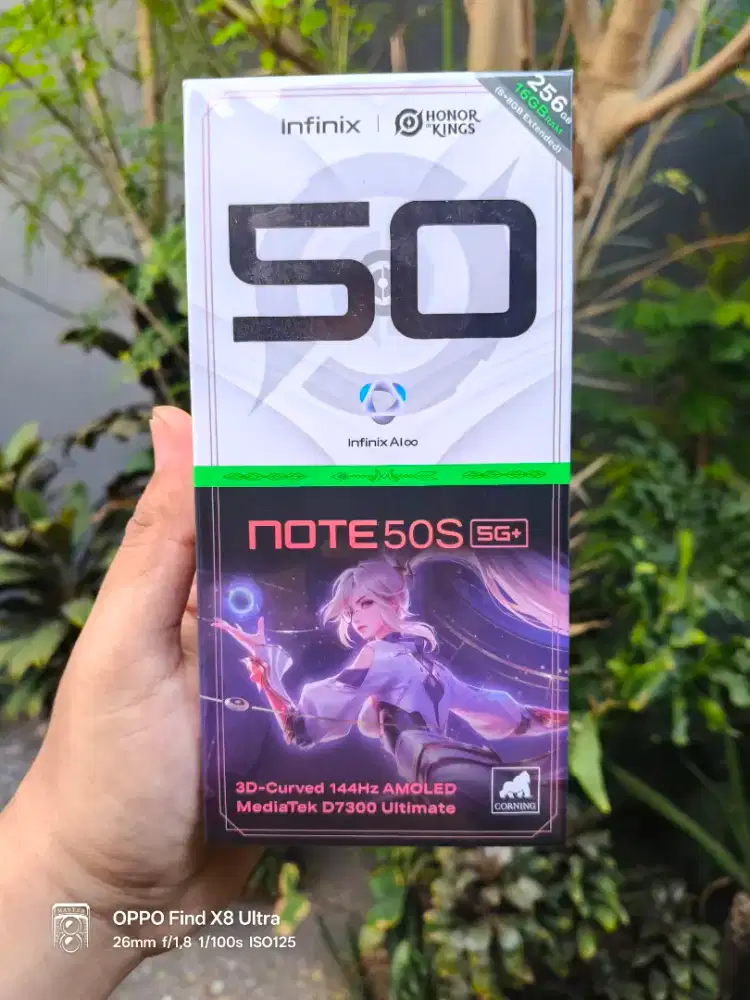 Infinix | HONOR OF KINGS
256GB
16GB RAM
(8+8GB Extended)
50
Infinix AI∞
NOTE 50S 5G+
3D-Curved 144Hz AMOLED
MediaTek D7300 Ultimate
CORNING
MASTER
OPPO Find X8 Ultra
26mm f/1,8 1/100s ISO125